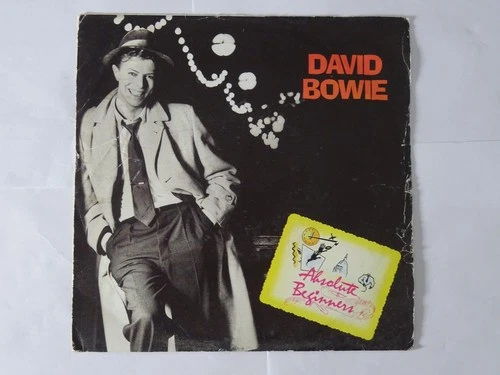 DAVID
BOWIE
Absolute
Beginners